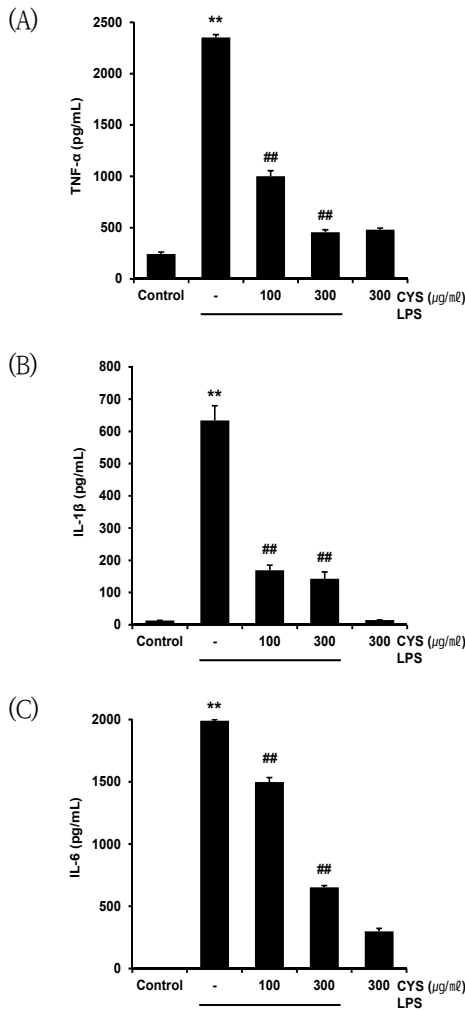 (A)
2500
2000
1500
1000
500
0
TNF-α (pg/mL)
**
##
##
Control - 100 300 300 CYS (㎍/㎖)
LPS
(B)
800
700
600
500
400
300
200
100
0
IL-1β (pg/mL)
**
##
##
Control - 100 300 300 CYS (㎍/㎖)
LPS
(C)
2000
1500
1000
500
0
IL-6 (pg/mL)
**
##
##
Control - 100 300 300 CYS (㎍/㎖)
LPS